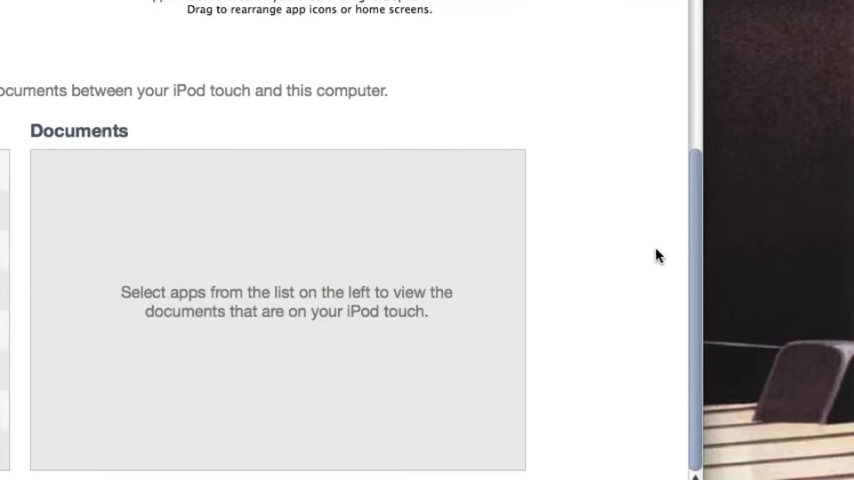 Drag to rearrange app icons or home screens.
ocuments between your iPod touch and this computer.
Documents
Select apps from the list on the left to view the
documents that are on your iPod touch.